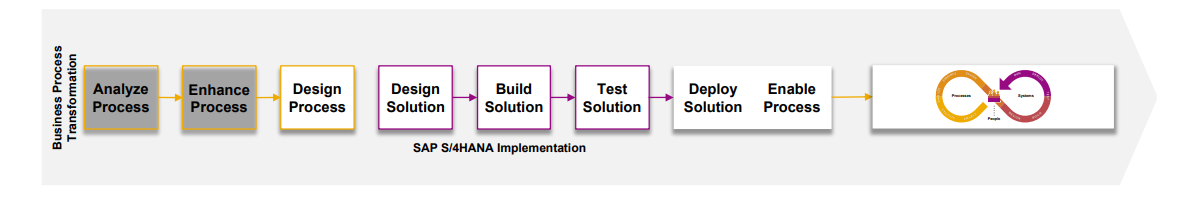 Business Process
Transformation
Analyze
Process
Enhance
Process
Design
Process
Design
Solution
Build
Solution
Test
Solution
Deploy
Solution
Enable
Process
SAP S/4HANA Implementation
Processes
Systems
People